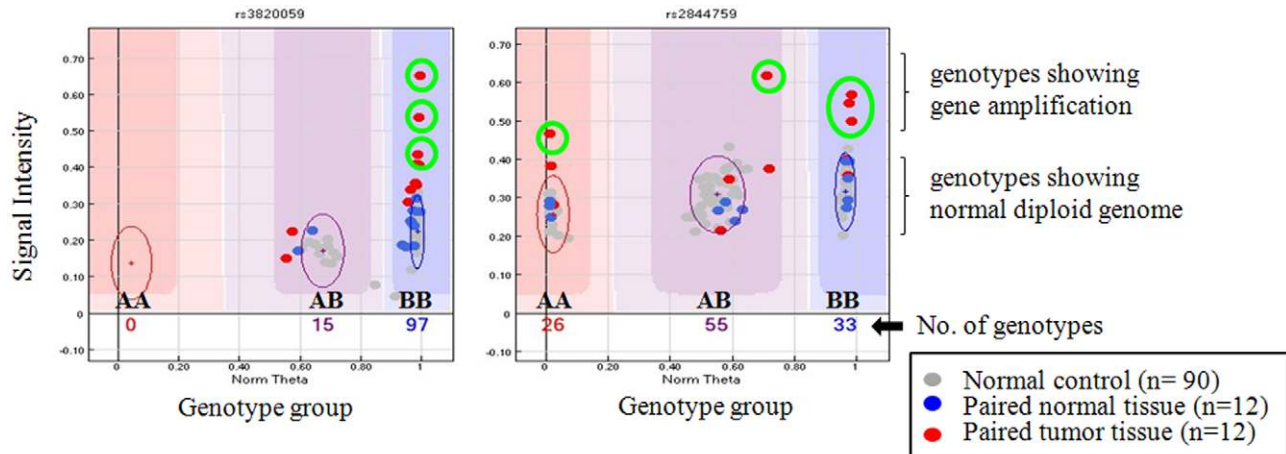 rs3820059
rs2844759
Signal Intensity
0.70
0.60
0.50
0.40
0.30
0.20
0.10
0
-0.10
AA AB BB
0 15 97
0 0.20 0.40 0.60 0.80 1
Norm Theta
Genotype group
0.70
0.60
0.50
0.40
0.30
0.20
0.10
0
-0.10
AA AB BB
26 55 33
0 0.20 0.40 0.60 0.80 1
Norm Theta
Genotype group
genotypes showing
gene amplification
genotypes showing
normal diploid genome
No. of genotypes
Normal control (n= 90)
Paired normal tissue (n=12)
Paired tumor tissue (n=12)